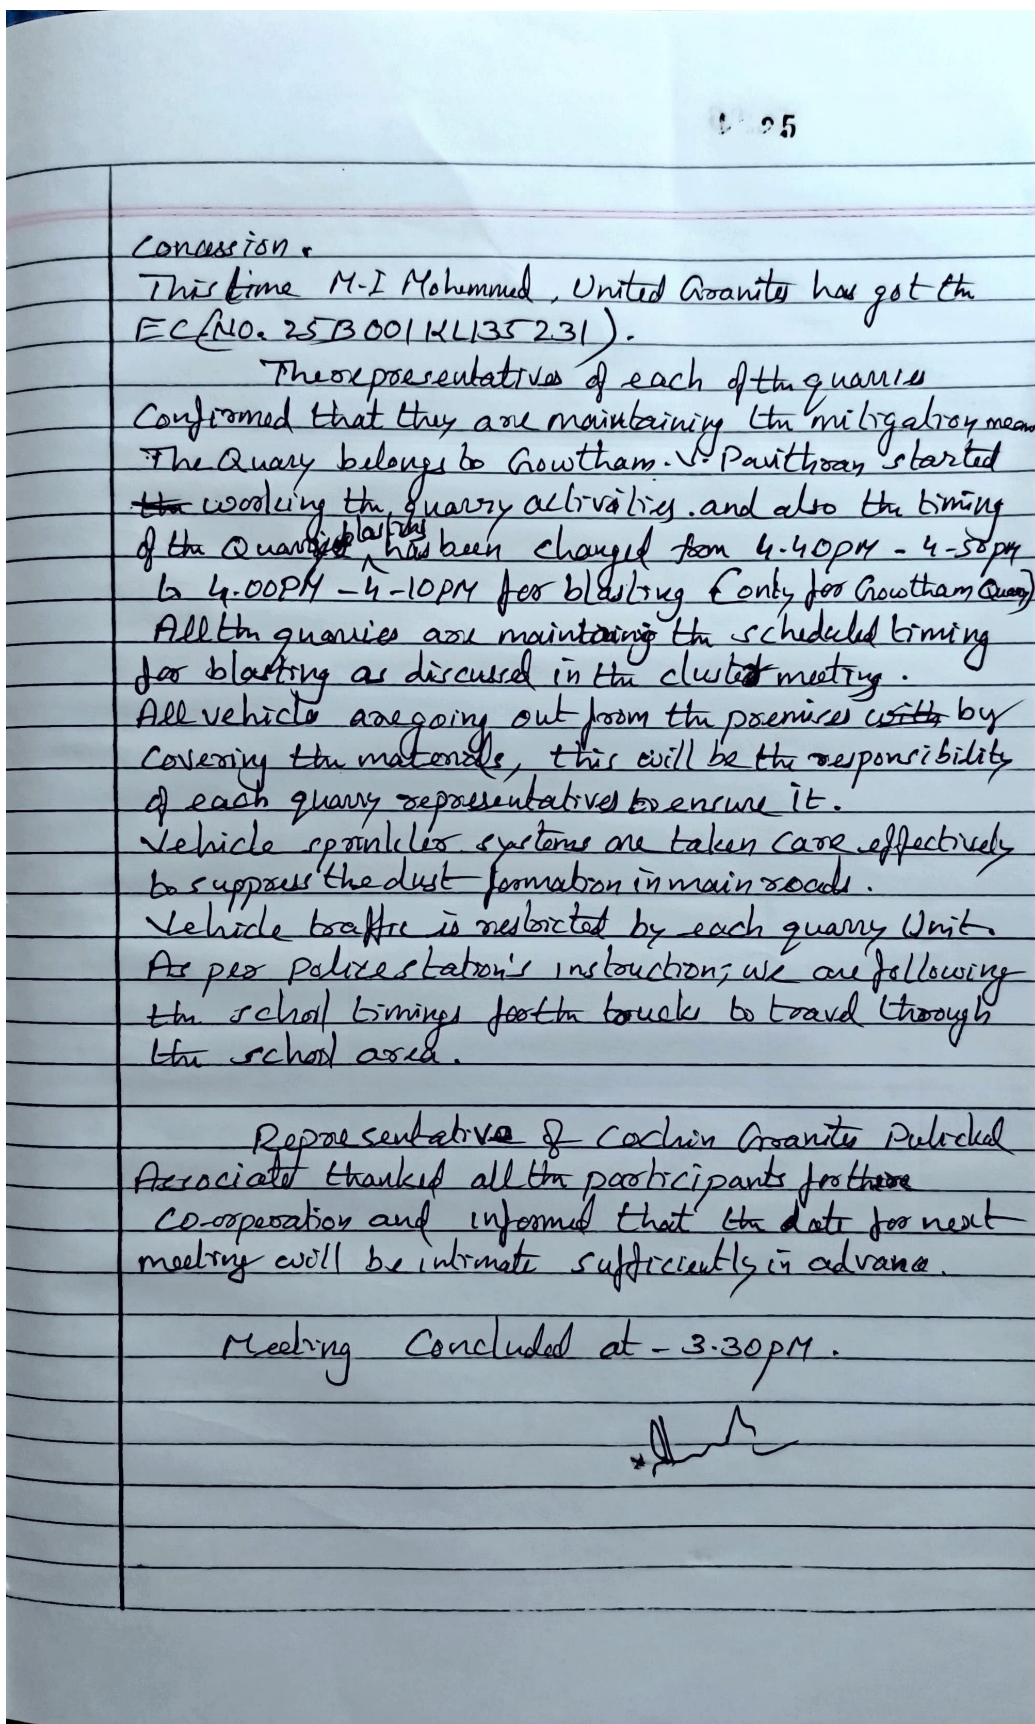 25
Concession.
This time M-I Mohammed, United Granites has got the
EC (NO. 25B001KL135231).
The representatives of each of the quarries
Confirmed that they are maintaining the mitigation meas
The Quary belongs to Gowtham. V. Pavithran started
the working the quarry activities. and also the timing
of the Quarries blasting has been changed from 4.40PM - 4-50pm
to 4.00PM - 4-10PM for blasting (only for Gowtham Quarry)
All the quarries are maintaining the scheduled timing
for blasting as discussed in the cluster meeting.
All vehicle are going out from the premises with by
Covering the materials, this will be the responsibility
of each quarry representatives to ensure it.
Vehicle sprinkler systems are taken care effectively
to suppress the dust formation in main roads.
Vehicle traffic is restricted by each quarry Unit.
As per police station's instruction, we are following
the school timings for the trucks to travel through
the school area.
Representative of Cochin Granites Pulickal
Associated thanked all the participants for there
co-operation and informed that the date for next
meeting will be intimate sufficiently in advance.
Meeting Concluded at - 3.30PM.